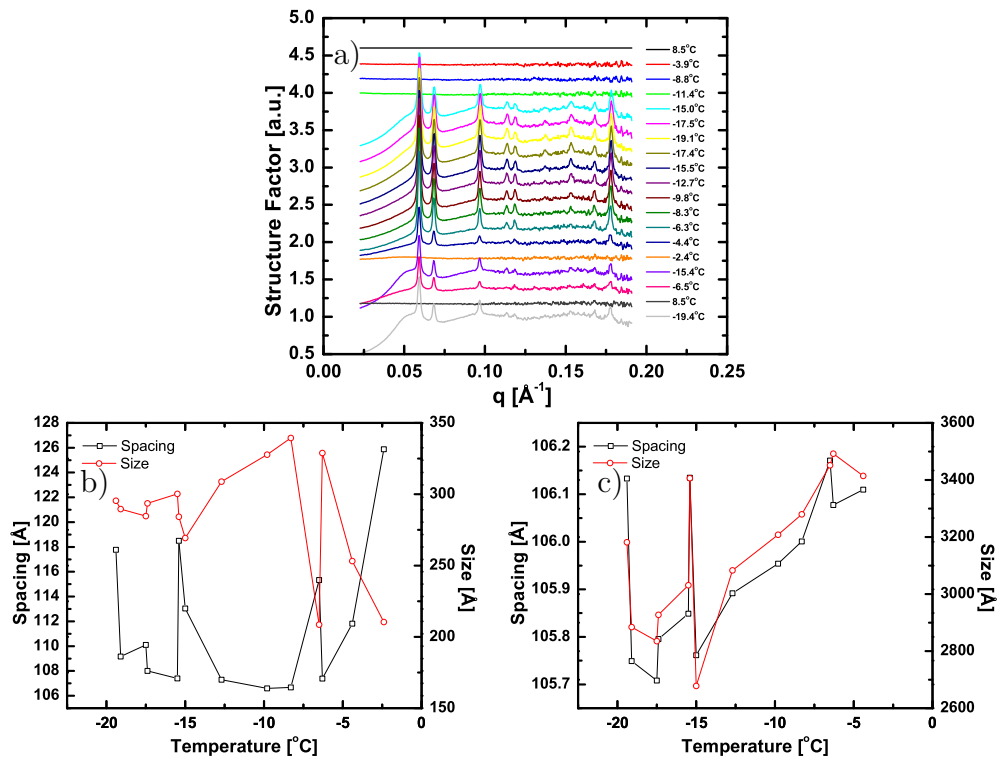 a)
Structure Factor [a.u.]
5.0
4.5
4.0
3.5
3.0
2.5
2.0
1.5
1.0
0.5
0.00
0.05
0.10
0.15
0.20
0.25
q [Å⁻¹]
8.5°C
-3.9°C
-8.8°C
-11.4°C
-15.0°C
-17.5°C
-19.1°C
-17.4°C
-15.5°C
-12.7°C
-9.8°C
-8.3°C
-6.3°C
-4.4°C
-2.4°C
-15.4°C
-6.5°C
8.5°C
-19.4°C
b)
Spacing
Size
Spacing [Å]
128
126
124
122
120
118
116
114
112
110
108
106
-20
-15
-10
-5
0
Temperature [°C]
350
300
250
200
150
Size [Å]
c)
Spacing
Size
Spacing [Å]
106.2
106.1
106.0
105.9
105.8
105.7
-20
-15
-10
-5
0
Temperature [°C]
3600
3400
3200
3000
2800
2600
Size [Å]